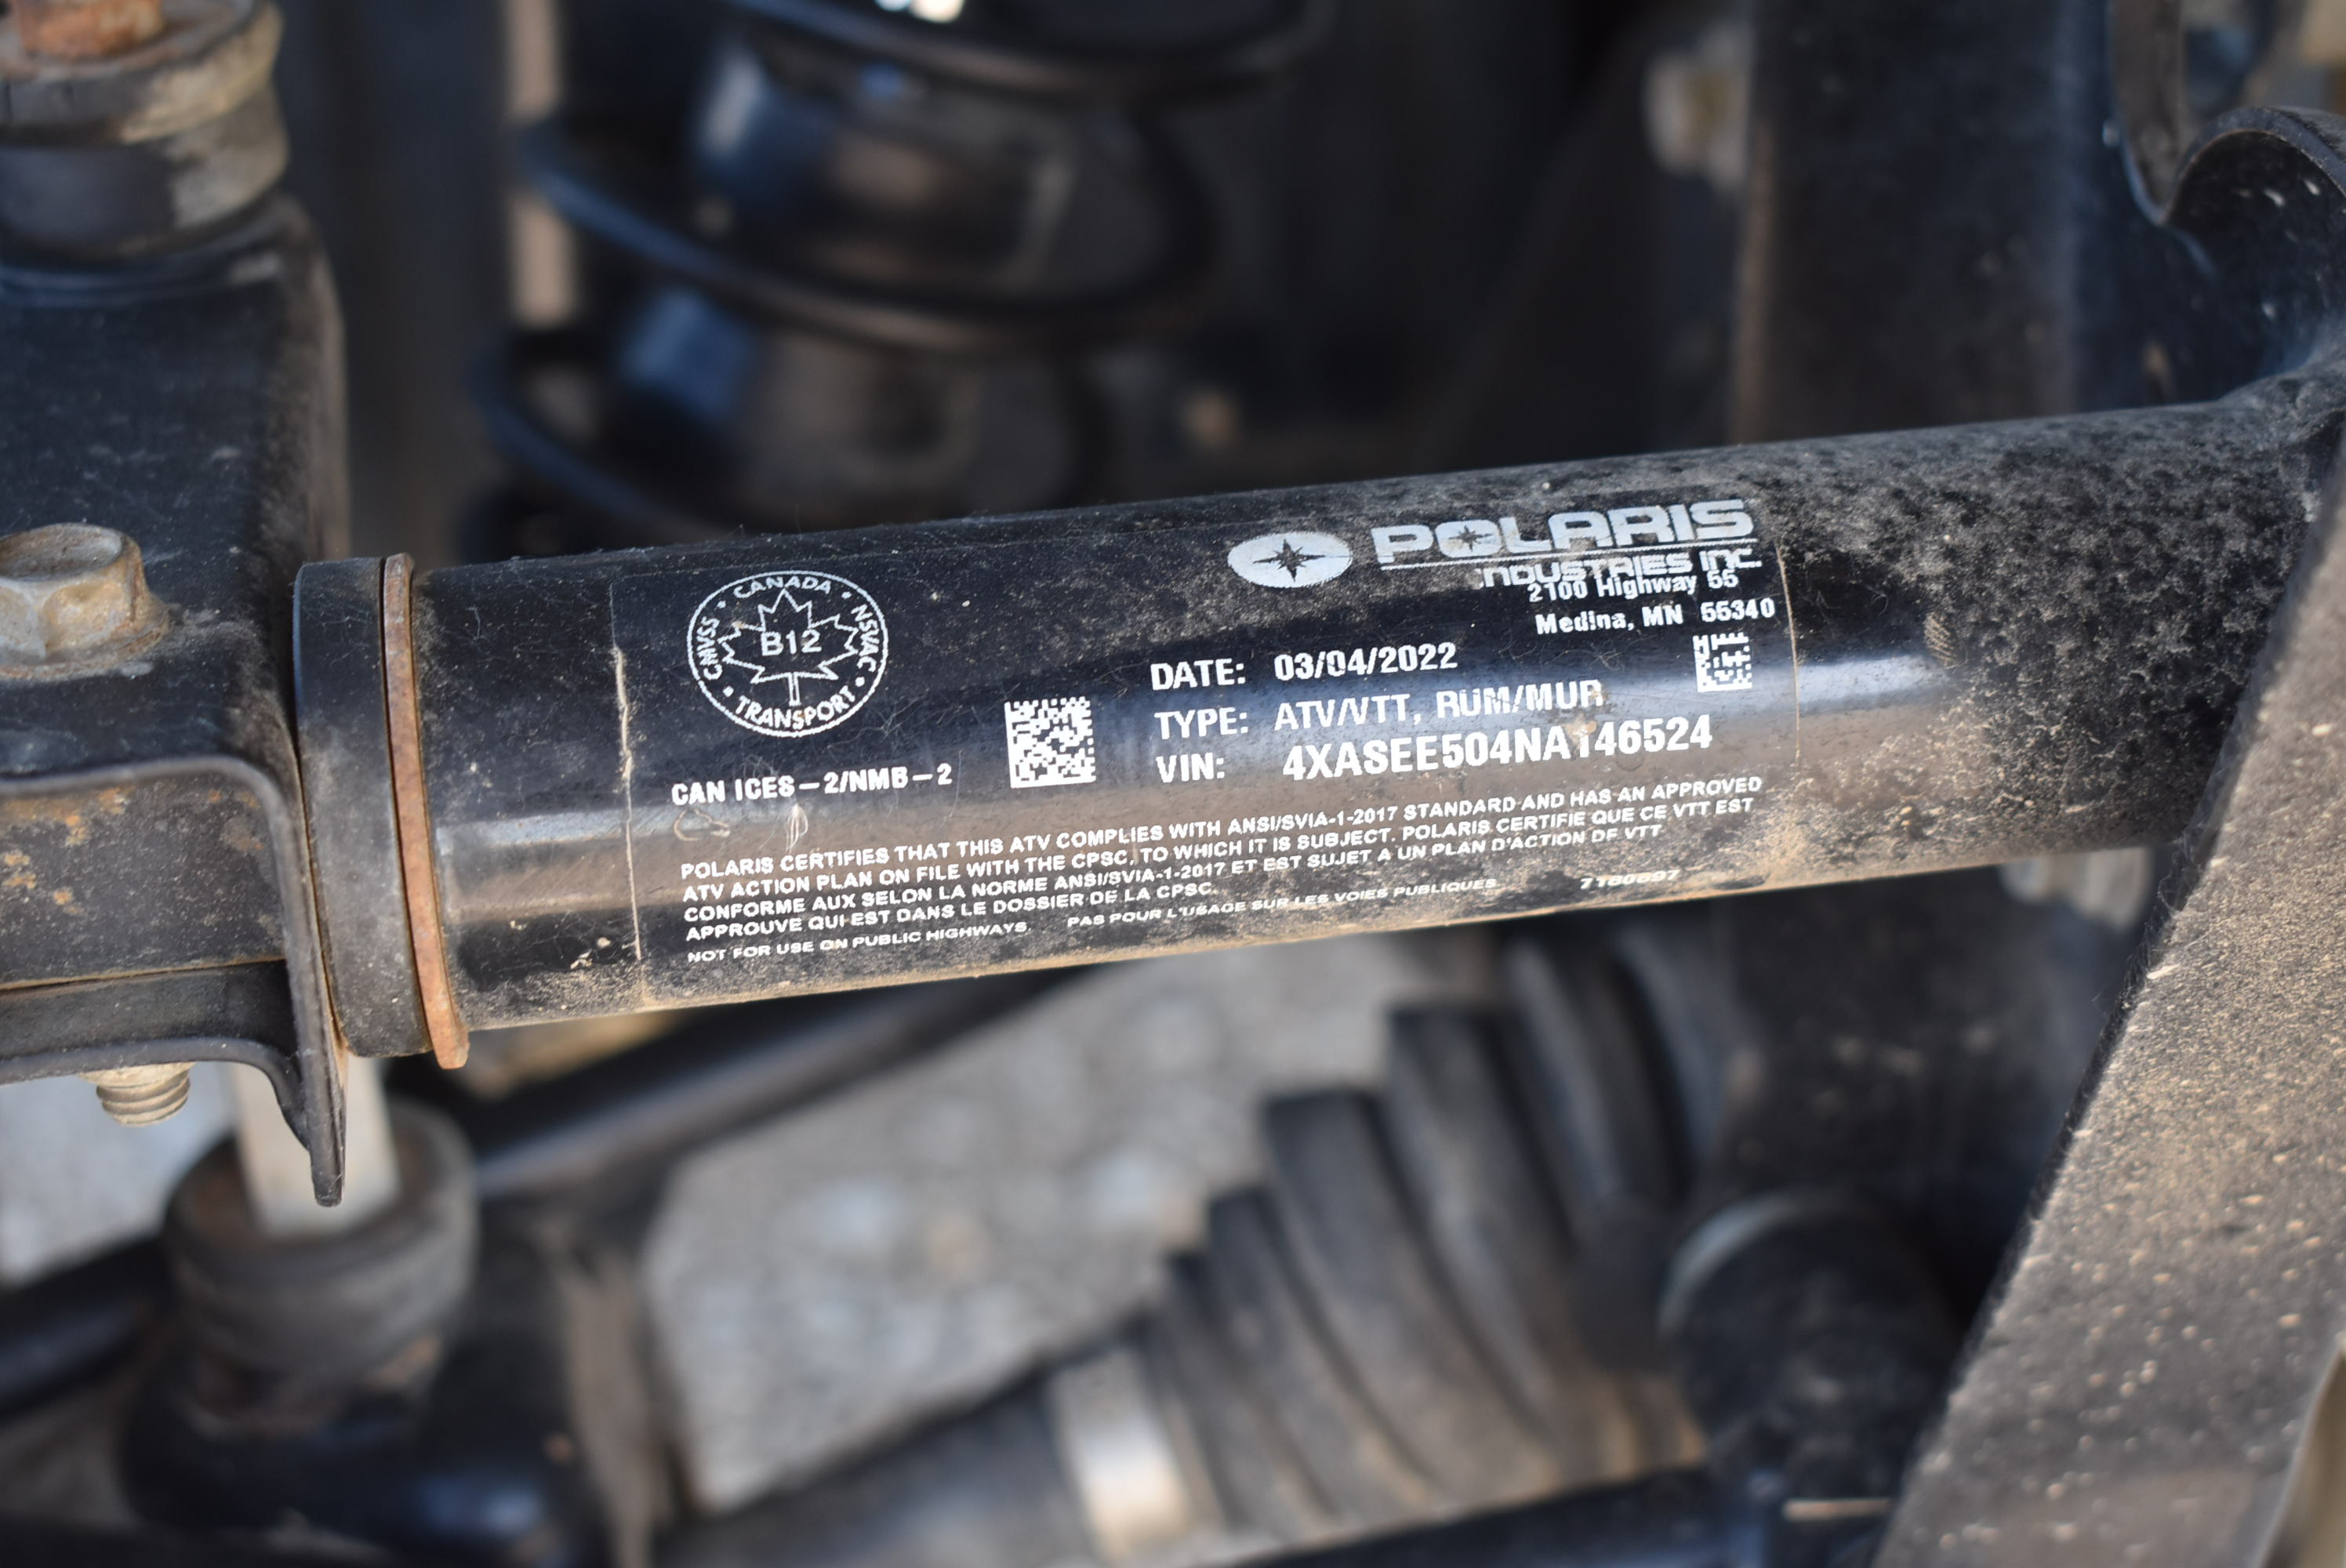 POLARIS
INDUSTRIES INC.
2100 Highway 55
Medina, MN 55340
CMVSS • CANADA • NSVAC • TRANSPORT •
B12
DATE: 03/04/2022
TYPE: ATV/VTT, RUM/MUR
VIN: 4XASEE504NA146524
CAN ICES-2/NMB-2
POLARIS CERTIFIES THAT THIS ATV COMPLIES WITH ANSI/SVIA-1-2017 STANDARD AND HAS AN APPROVED
ATV ACTION PLAN ON FILE WITH THE CPSC, TO WHICH IT IS SUBJECT. POLARIS CERTIFIE QUE CE VTT EST
CONFORME AUX SELON LA NORME ANSI/SVIA-1-2017 ET EST SUJET A UN PLAN D'ACTION DE VTT
APPROUVE QUI EST DANS LE DOSSIER DE LA CPSC.
NOT FOR USE ON PUBLIC HIGHWAYS. PAS POUR L'USAGE SUR LES VOIES PUBLIQUES